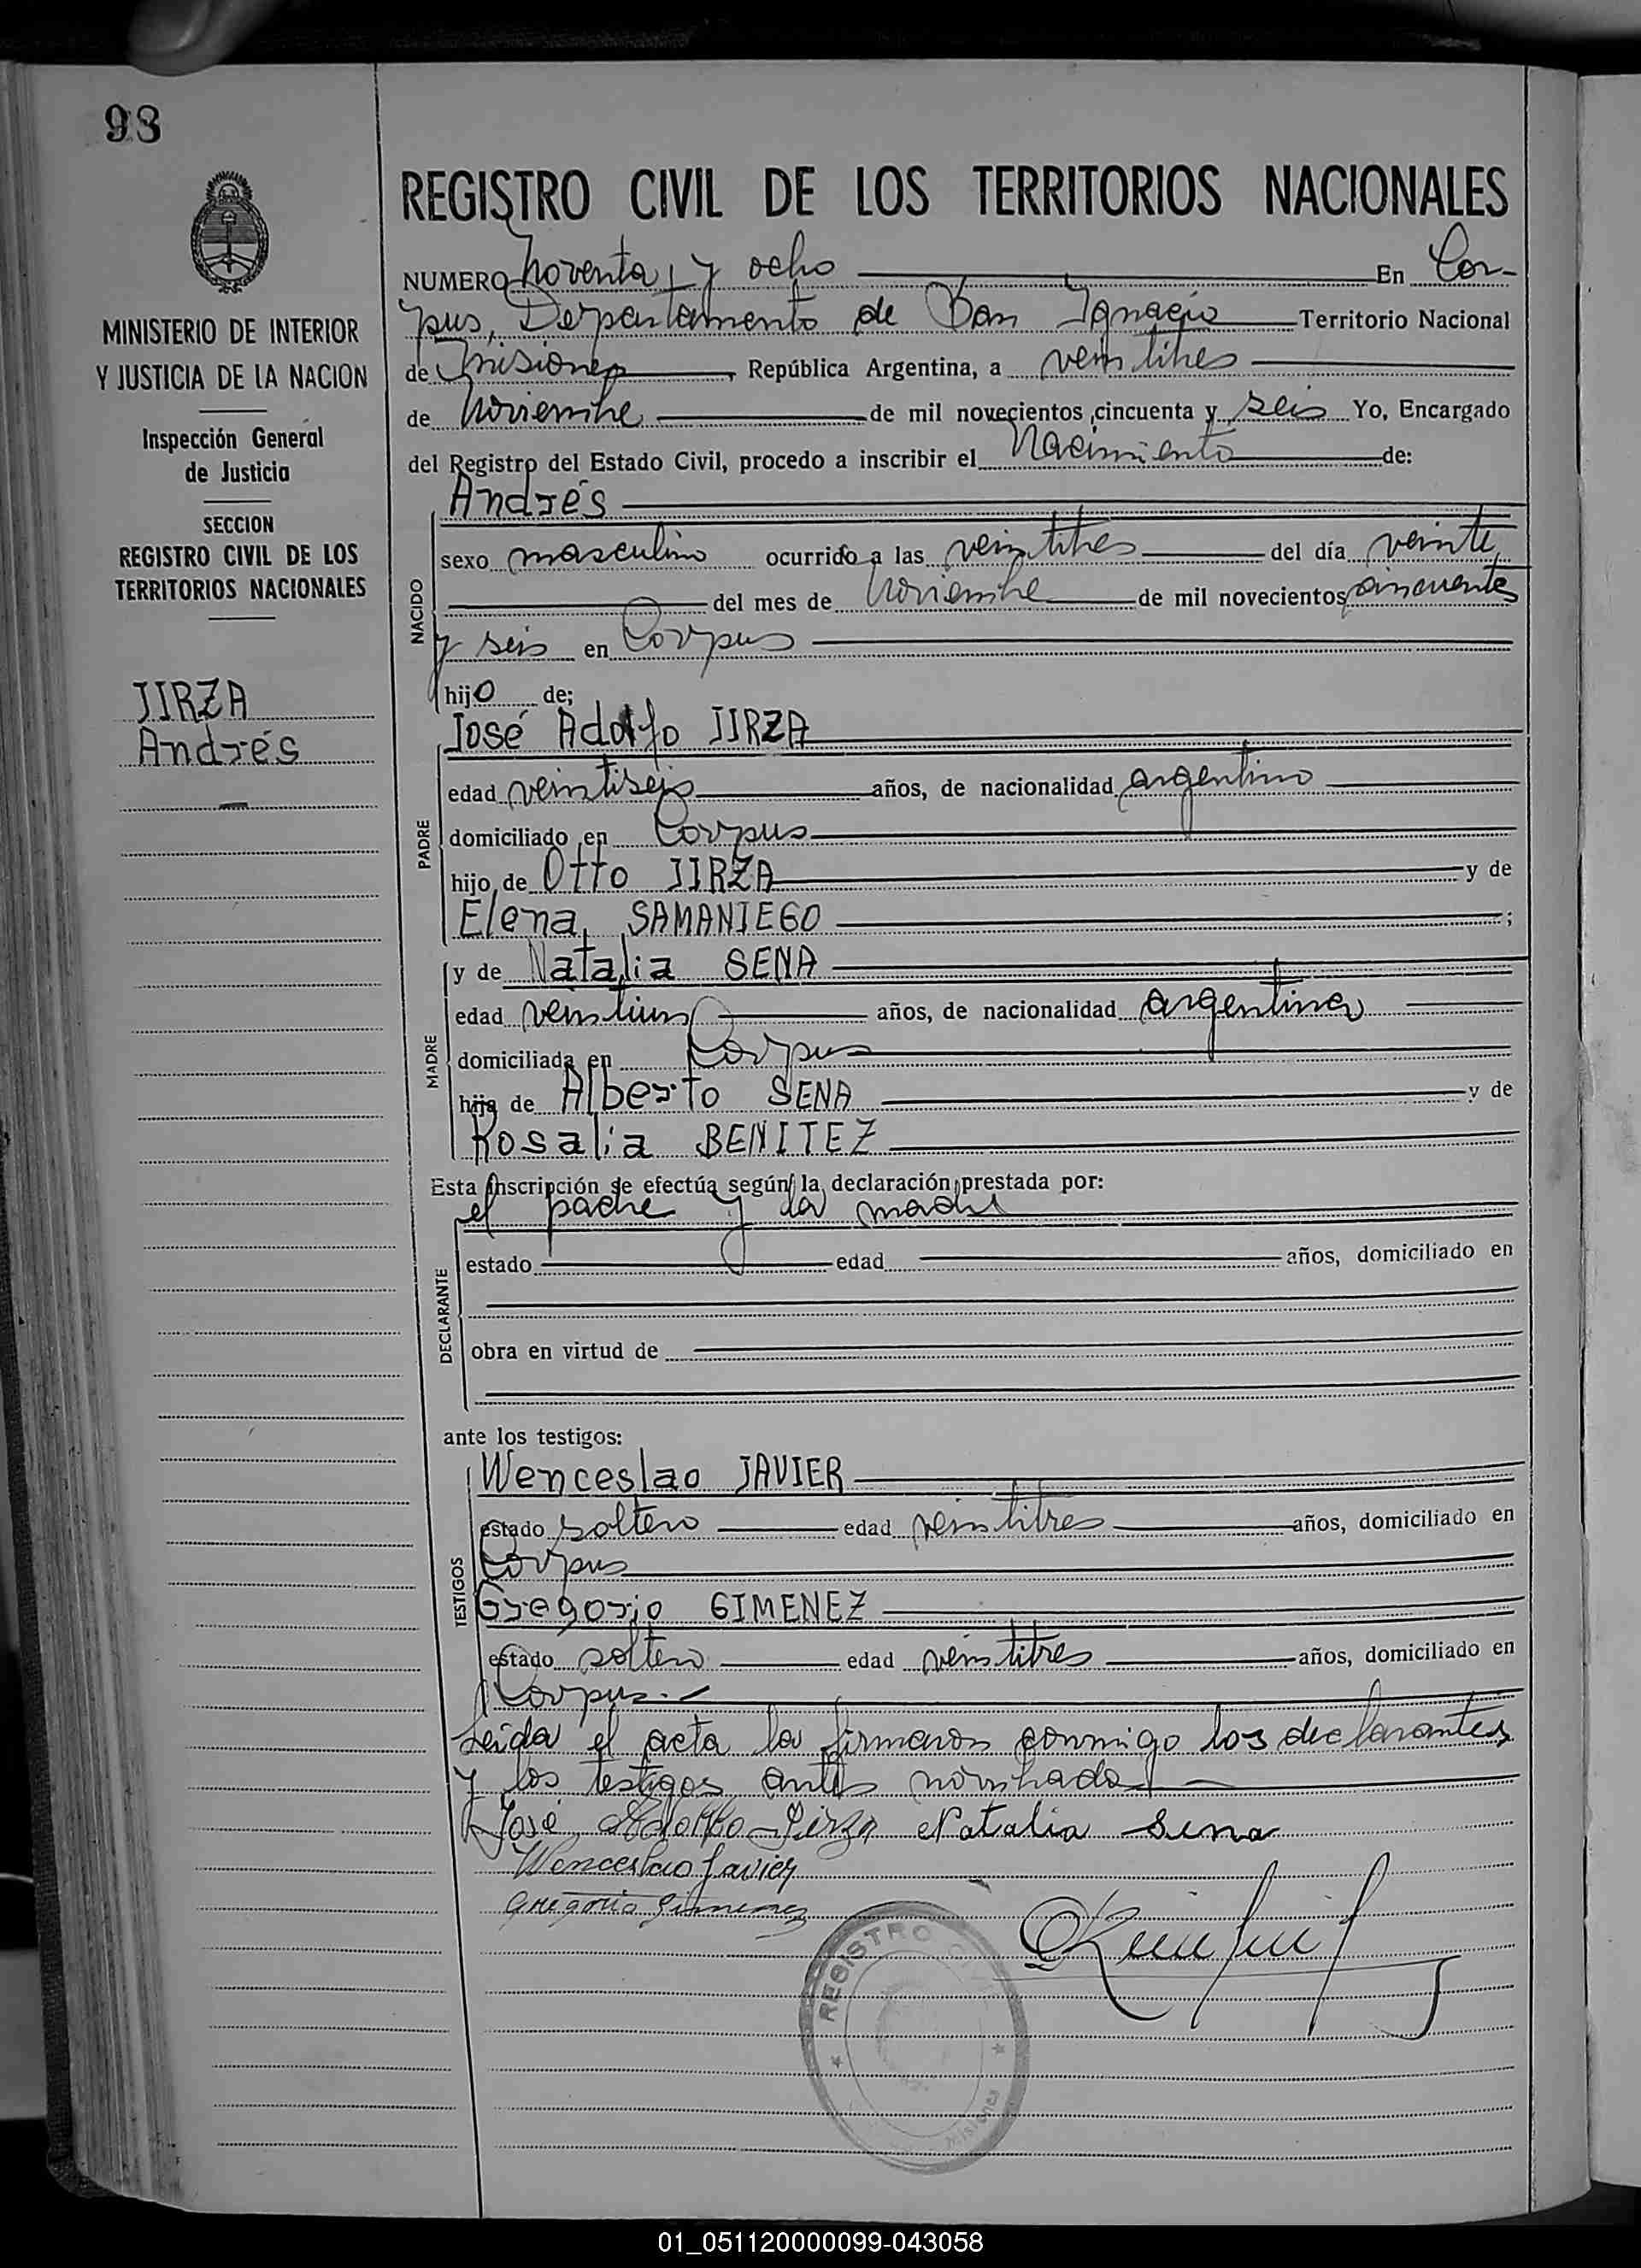 98
MINISTERIO DE INTERIOR
Y JUSTICIA DE LA NACION
Inspección General
de Justicia
SECCION
REGISTRO CIVIL DE LOS
TERRITORIOS NACIONALES
JIRZA
Andrés
REGISTRO CIVIL DE LOS TERRITORIOS NACIONALES
NUMERO noventa y ocho En Cor-
pus, Departamento de San Ignacio Territorio Nacional
de Misiones, República Argentina, a veintitres
de noviembre de mil novecientos cincuenta y seis Yo, Encargado
del Registro del Estado Civil, procedo a inscribir el Nacimiento de:
NACIDO
Andrés
sexo masculino ocurrido a las veintitres del día veinte
del mes de noviembre de mil novecientos cincuenta
y seis en Corpus
hijo de;
PADRE
José Adolfo JIRZA
edad veintiseis años, de nacionalidad argentino
domiciliado en Corpus
hijo de Otto JIRZA y de
Elena SAMANIEGO ;
MADRE
y de Natalia SENA
edad veintiun años, de nacionalidad argentina
domiciliada en Corpus
hija de Alberto SENA y de
Rosalia BENITEZ
Esta inscripción se efectúa según la declaración prestada por:
DECLARANTE
el padre y la madre
estado edad años, domiciliado en
obra en virtud de
ante los testigos:
TESTIGOS
Wenceslao JAVIER
estado soltero edad veintitres años, domiciliado en
Corpus
Gregorio GIMENEZ
estado soltero edad veintitres años, domiciliado en
Corpus.-
Leida el acta la firmaron conmigo los declarantes
y los testigos antes nombrados
José Adolfo Jirza Natalia Sena
Wenceslao Javier
Gregorio Gimenez
REGISTRO CIVIL
Misiones
01_051120000099-043058